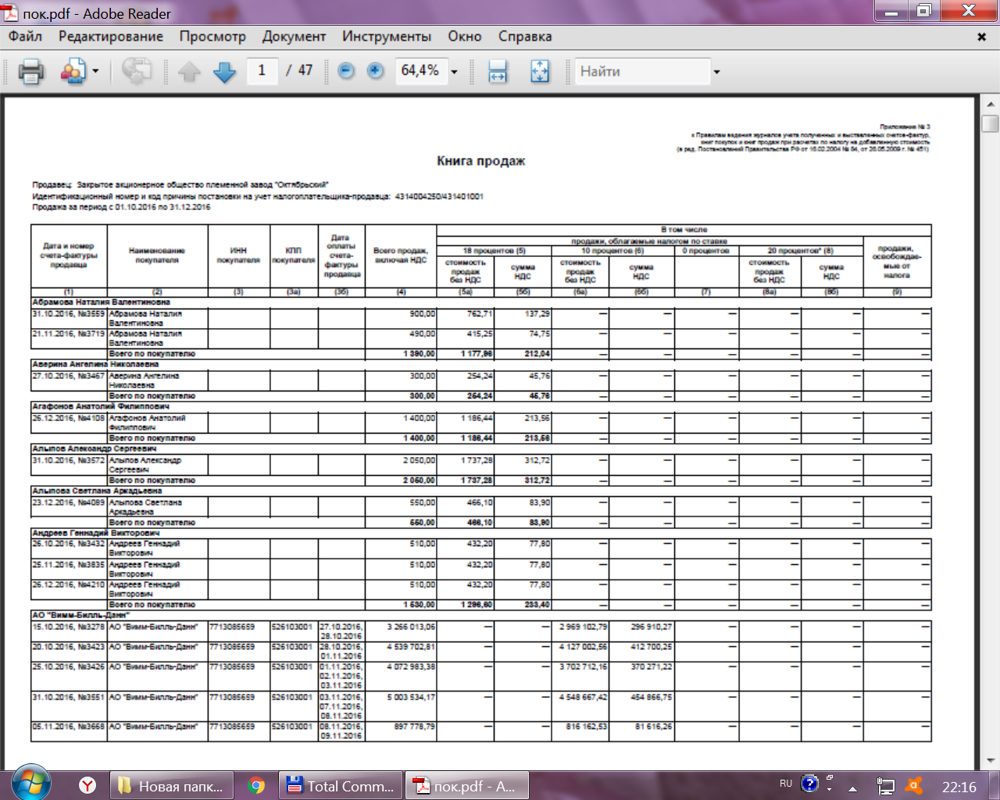 пок.pdf - Adobe Reader
Файл Редактирование Просмотр Документ Инструменты Окно Справка
1 / 47 64,4% Найти
Приложение № 3
к Правилам ведения журналов учета полученных и выставленных счетов-фактур,
книг покупок и книг продаж при расчетах по налогу на добавленную стоимость
(в ред. Постановлений Правительства РФ от 16.02.2004 № 84, от 26.05.2009 г. № 451)
Книга продаж
Продавец: Закрытое акционерное общество племенной завод "Октябрьский"
Идентификационный номер и код причины постановки на учет налогоплательщика-продавца: 4314004250/431401001
Продажа за период с 01.10.2016 по 31.12.2016
Дата и номер счета-фактуры продавца
Наименование покупателя
ИНН покупателя
КПП покупателя
Дата оплаты счета-фактуры продавца
Всего продаж, включая НДС
В том числе
продажи, облагаемые налогом по ставке
18 процентов (5) 10 процентов (6) 0 процентов 20 процентов* (8)
продажи, освобождае-мые от налога
стоимость продаж без НДС
сумма НДС
стоимость продаж без НДС
сумма НДС
стоимость продаж без НДС
сумма НДС
(1) (2) (3) (3а) (3б) (4) (5а) (5б) (6а) (6б) (7) (8а) (8б) (9)
Абрамова Наталия Валентиновна
31.10.2016, №3559 Абрамова Наталия Валентиновна 900,00 762,71 137,29 — — — — — —
21.11.2016, №3719 Абрамова Наталия Валентиновна 490,00 415,25 74,75 — — — — — —
Всего по покупателю 1 390,00 1 177,96 212,04 — — — — — —
Аверина Ангелина Николаевна
27.10.2016, №3467 Аверина Ангелина Николаевна 300,00 254,24 45,76 — — — — — —
Всего по покупателю 300,00 254,24 45,76 — — — — — —
Агафонов Анатолий Филиппович
26.12.2016, №4108 Агафонов Анатолий Филиппович 1 400,00 1 186,44 213,56 — — — — — —
Всего по покупателю 1 400,00 1 186,44 213,56 — — — — — —
Алыпов Александр Сергеевич
31.10.2016, №3572 Алыпов Александр Сергеевич 2 050,00 1 737,28 312,72 — — — — — —
Всего по покупателю 2 050,00 1 737,28 312,72 — — — — — —
Алыпова Светлана Аркадьевна
23.12.2016, №4089 Алыпова Светлана Аркадьевна 550,00 466,10 83,90 — — — — — —
Всего по покупателю 550,00 466,10 83,90 — — — — — —
Андреев Геннадий Викторович
26.10.2016, №3432 Андреев Геннадий Викторович 510,00 432,20 77,80 — — — — — —
25.11.2016, №3835 Андреев Геннадий Викторович 510,00 432,20 77,80 — — — — — —
26.12.2016, №4210 Андреев Геннадий Викторович 510,00 432,20 77,80 — — — — — —
Всего по покупателю 1 530,00 1 296,60 233,40 — — — — — —
АО "Вимм-Билль-Данн"
15.10.2016, №3278 АО "Вимм-Билль-Данн" 7713085659 526103001 27.10.2016, 28.10.2016 3 266 013,06 — — 2 969 102,79 296 910,27 — — — —
20.10.2016, №3423 АО "Вимм-Билль-Данн" 7713085659 526103001 28.10.2016, 01.11.2016 4 539 702,81 — — 4 127 002,56 412 700,25 — — — —
25.10.2016, №3426 АО "Вимм-Билль-Данн" 7713085659 526103001 01.11.2016, 02.11.2016, 03.11.2016 4 072 983,38 — — 3 702 712,16 370 271,22 — — — —
31.10.2016, №3551 АО "Вимм-Билль-Данн" 7713085659 526103001 03.11.2016, 07.11.2016, 08.11.2016 5 003 534,17 — — 4 548 667,42 454 866,75 — — — —
05.11.2016, №3668 АО "Вимм-Билль-Данн" 7713085659 526103001 08.11.2016, 09.11.2016 897 778,79 — — 816 162,53 81 616,26 — — — —
Новая папк... Total Comm... пок.pdf - A... RU 22:16